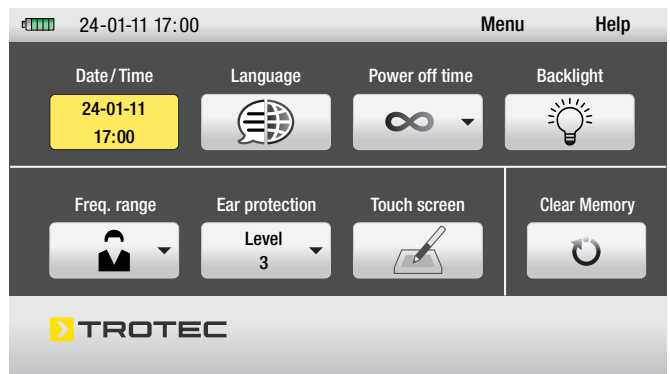 24-01-11 17:00 Menu Help
Date/Time Language Power off time Backlight
24-01-11
17:00
Freq. range Ear protection Touch screen Clear Memory
Level
3
TROTEC